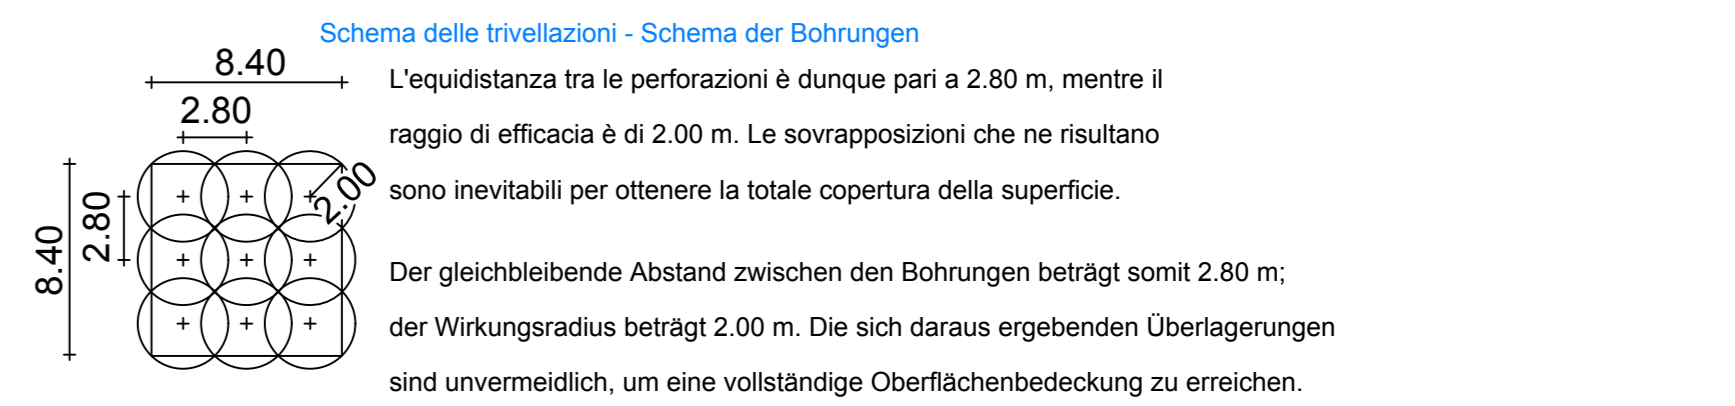 Schema delle trivellazioni - Schema der Bohrungen
8.40
2.80
2.00
2.80
8.40
L'equidistanza tra le perforazioni è dunque pari a 2.80 m, mentre il
raggio di efficacia è di 2.00 m. Le sovrapposizioni che ne risultano
sono inevitabili per ottenere la totale copertura della superficie.
Der gleichbleibende Abstand zwischen den Bohrungen beträgt somit 2.80 m;
der Wirkungsradius beträgt 2.00 m. Die sich daraus ergebenden Überlagerungen
sind unvermeidlich, um eine vollständige Oberflächenbedeckung zu erreichen.